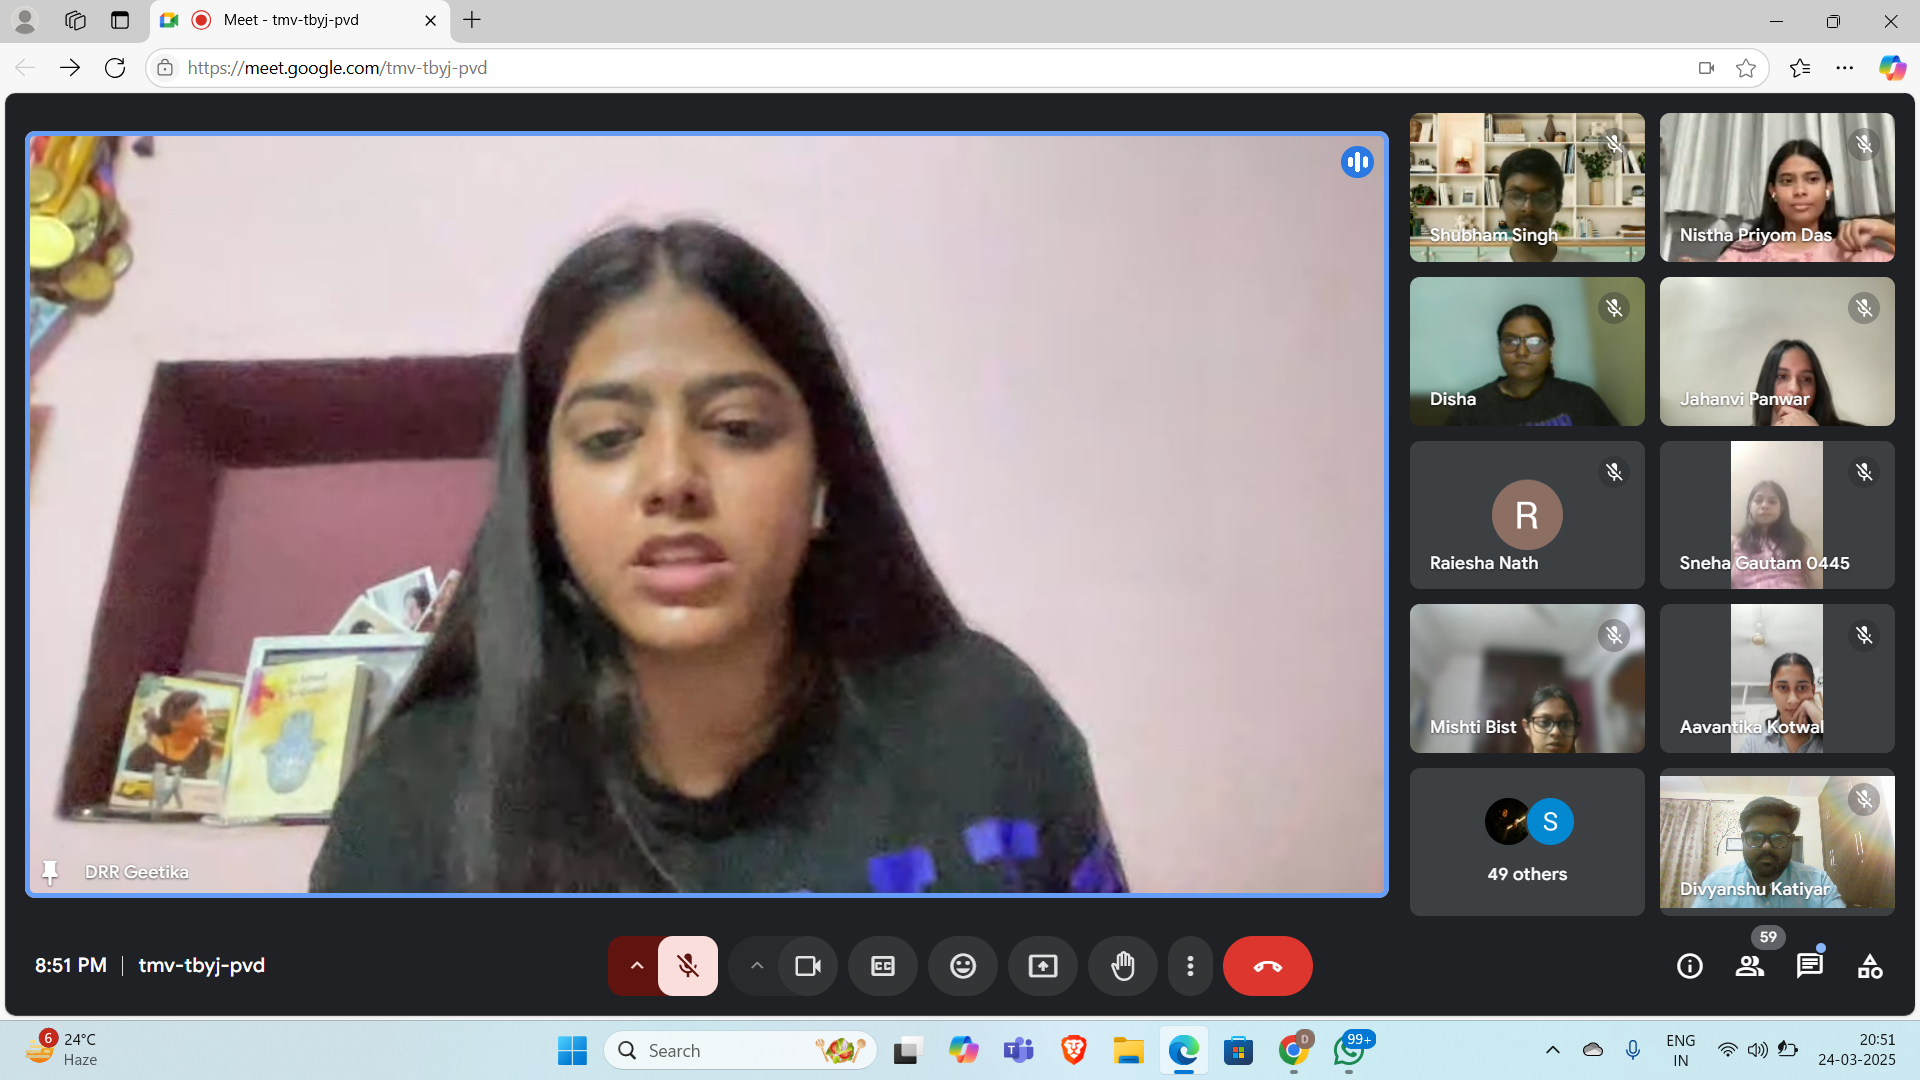 Meet - tmv-tbyj-pvd
https://meet.google.com/tmv-tbyj-pvd
Shubham Singh
Nistha Priyom Das
Disha
Jahanvi Panwar
R
Raiesha Nath
Sneha Gautam 0445
Mishti Bist
Aavantika Kotwal
S
49 others
Divyanshu Katiyar
DRR Geetika
8:51 PM
tmv-tbyj-pvd
CC
59
6
24°C
Haze
Search
D
99+
ENG
IN
20:51
24-03-2025